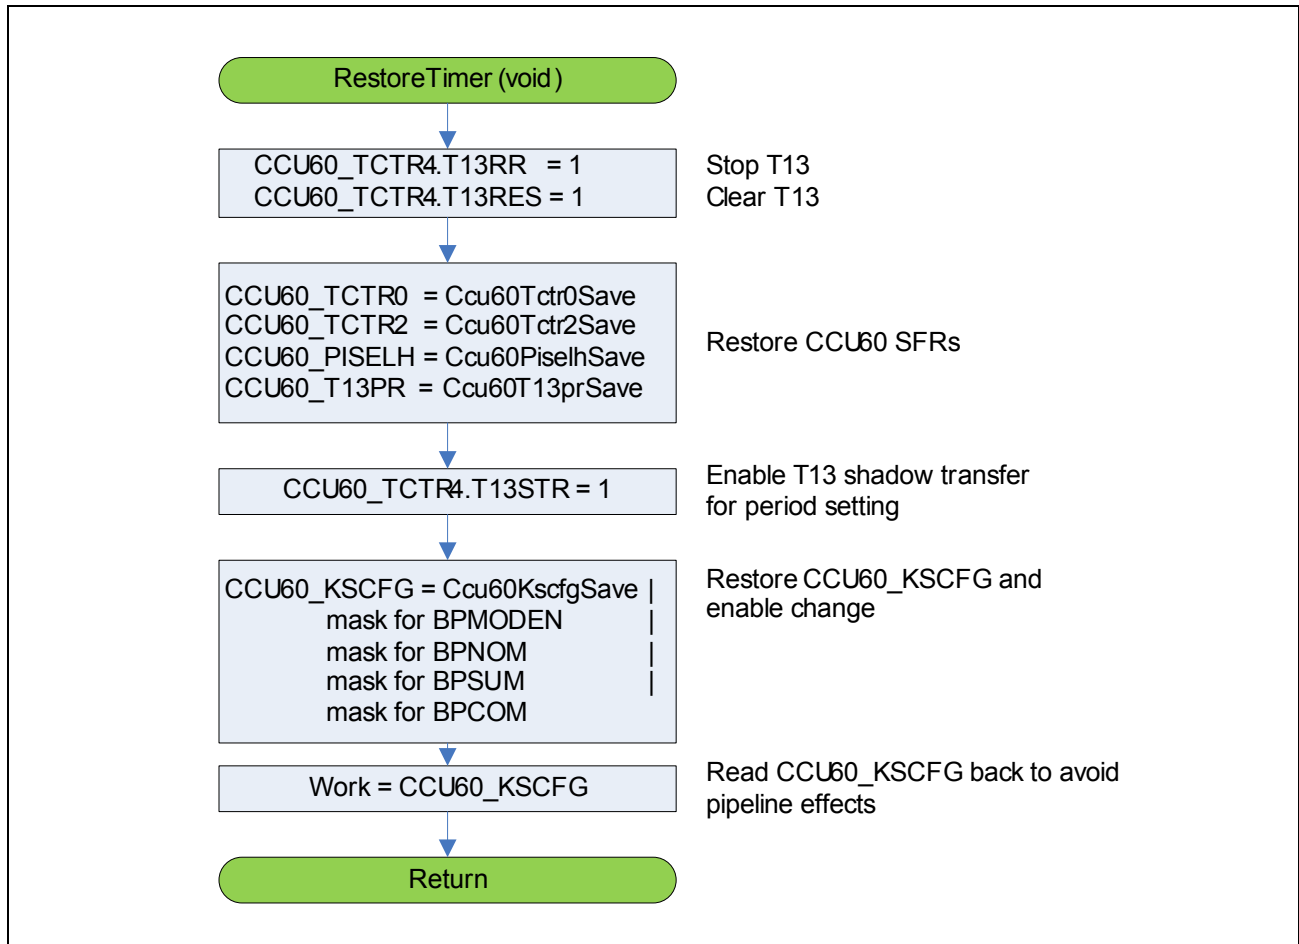 RestoreTimer (void)
CCU60_TCTR4.T13RR = 1
CCU60_TCTR4.T13RES = 1
Stop T13
Clear T13
CCU60_TCTR0 = Ccu60Tctr0Save
CCU60_TCTR2 = Ccu60Tctr2Save
CCU60_PISELH = Ccu60PiselhSave
CCU60_T13PR = Ccu60T13prSave
Restore CCU60 SFRs
CCU60_TCTR4.T13STR = 1
Enable T13 shadow transfer
for period setting
CCU60_KSCFG = Ccu60KscfgSave |
mask for BPMODEN |
mask for BPNOM |
mask for BPSUM |
mask for BPCOM
Restore CCU60_KSCFG and
enable change
Work = CCU60_KSCFG
Read CCU60_KSCFG back to avoid
pipeline effects
Return